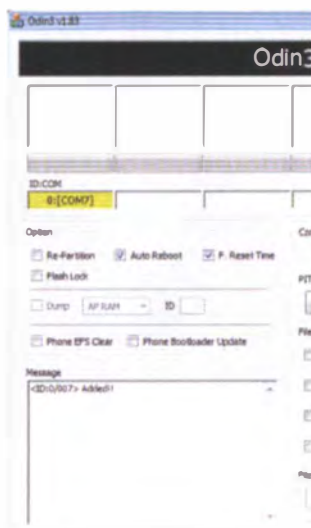 Odin3 v1.83
Odin3
ID:COM
0:[COM7]
Option
Re-Partition Auto Reboot F. Reset Time
Flash Lock
Dump AP RAM ID
Phone EFS Clear Phone Bootloader Update
Message
<ID:0/007> Added!!
PIT